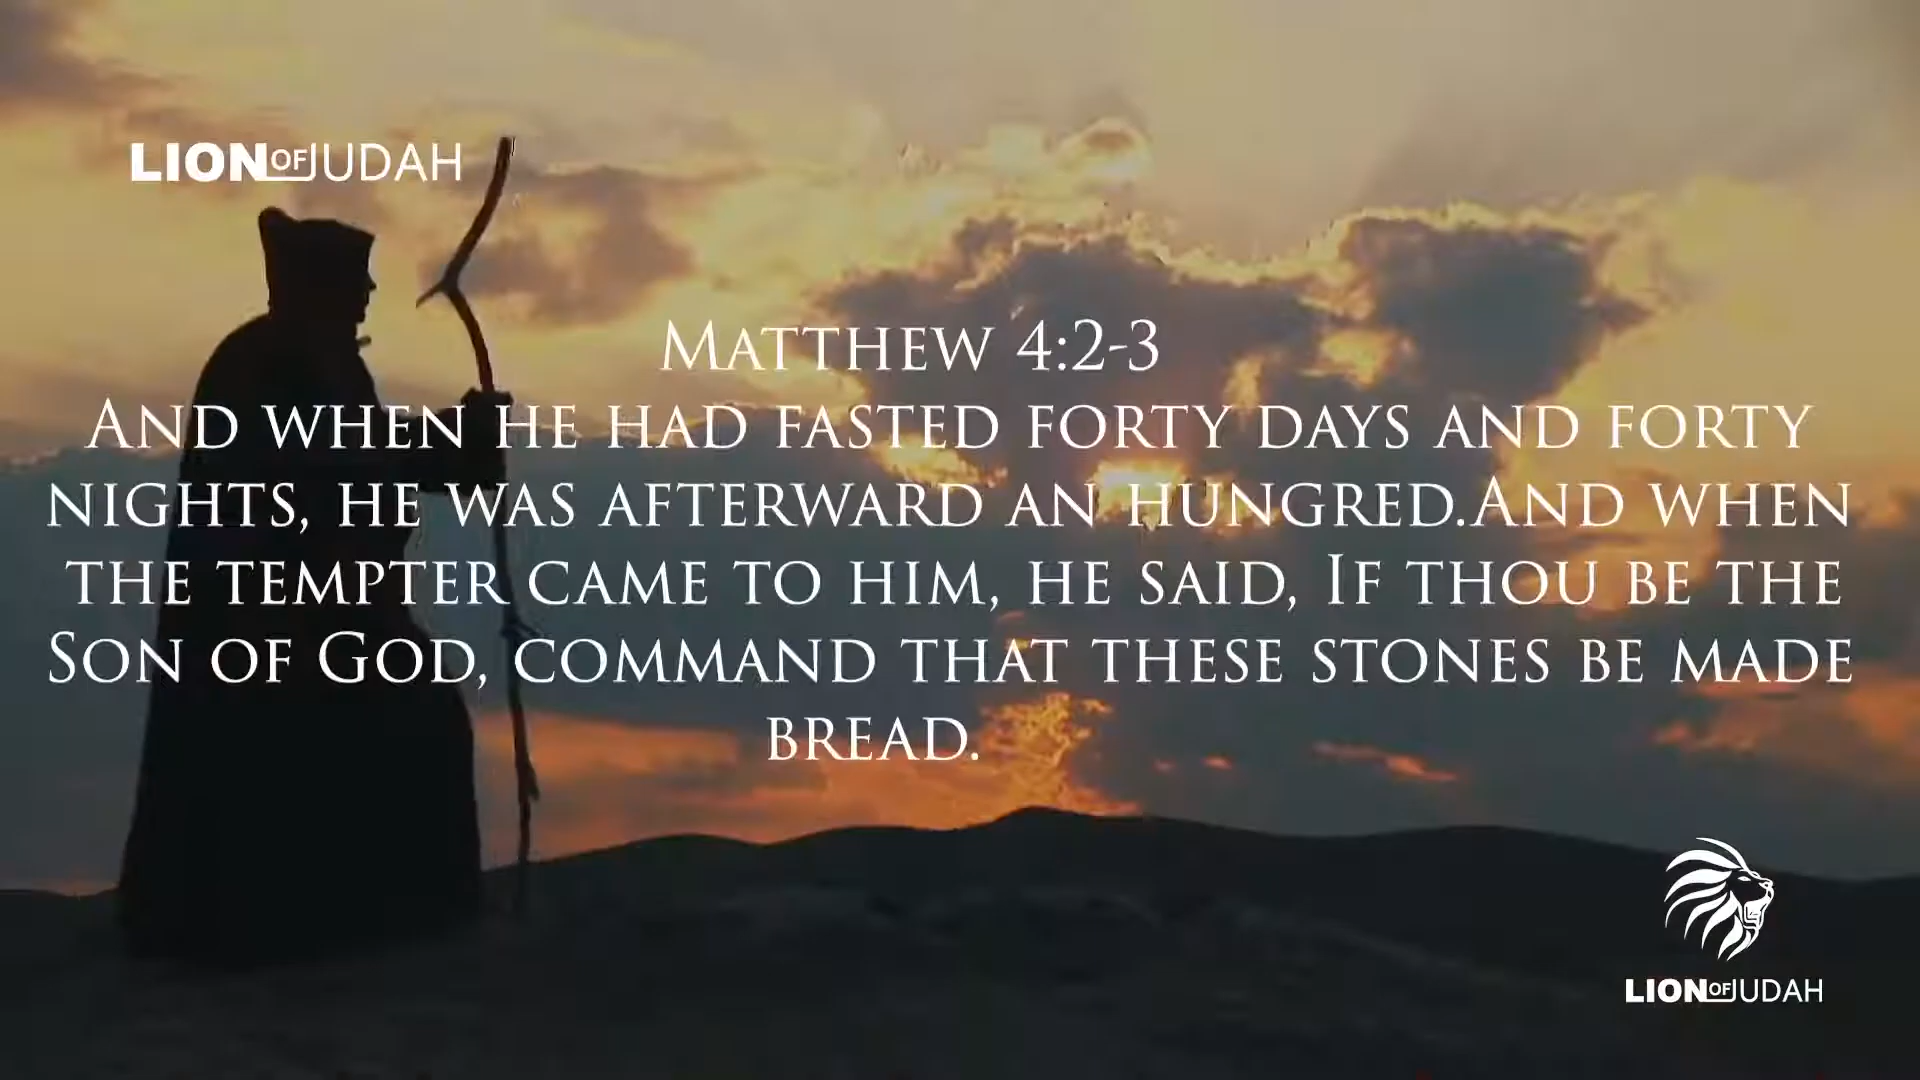 LION OF JUDAH
Matthew 4:2-3
And when he had fasted forty days and forty
nights, he was afterward an hungred.And when
the tempter came to him, he said, If thou be the
Son of God, command that these stones be made
bread.
LION OF JUDAH